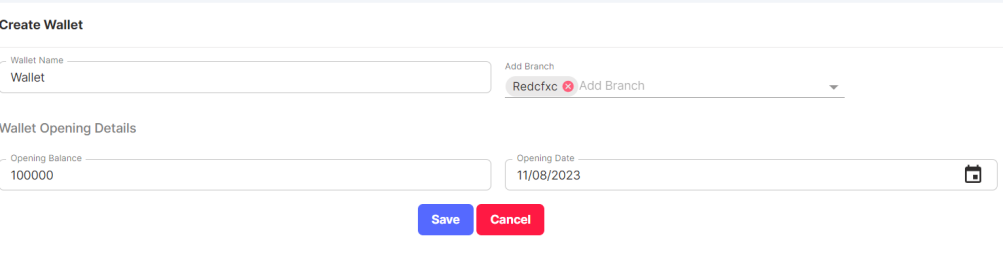 Create Wallet
Wallet Name
Wallet
Add Branch
Redcfxc Add Branch
Wallet Opening Details
Opening Balance
100000
Opening Date
11/08/2023
Save Cancel